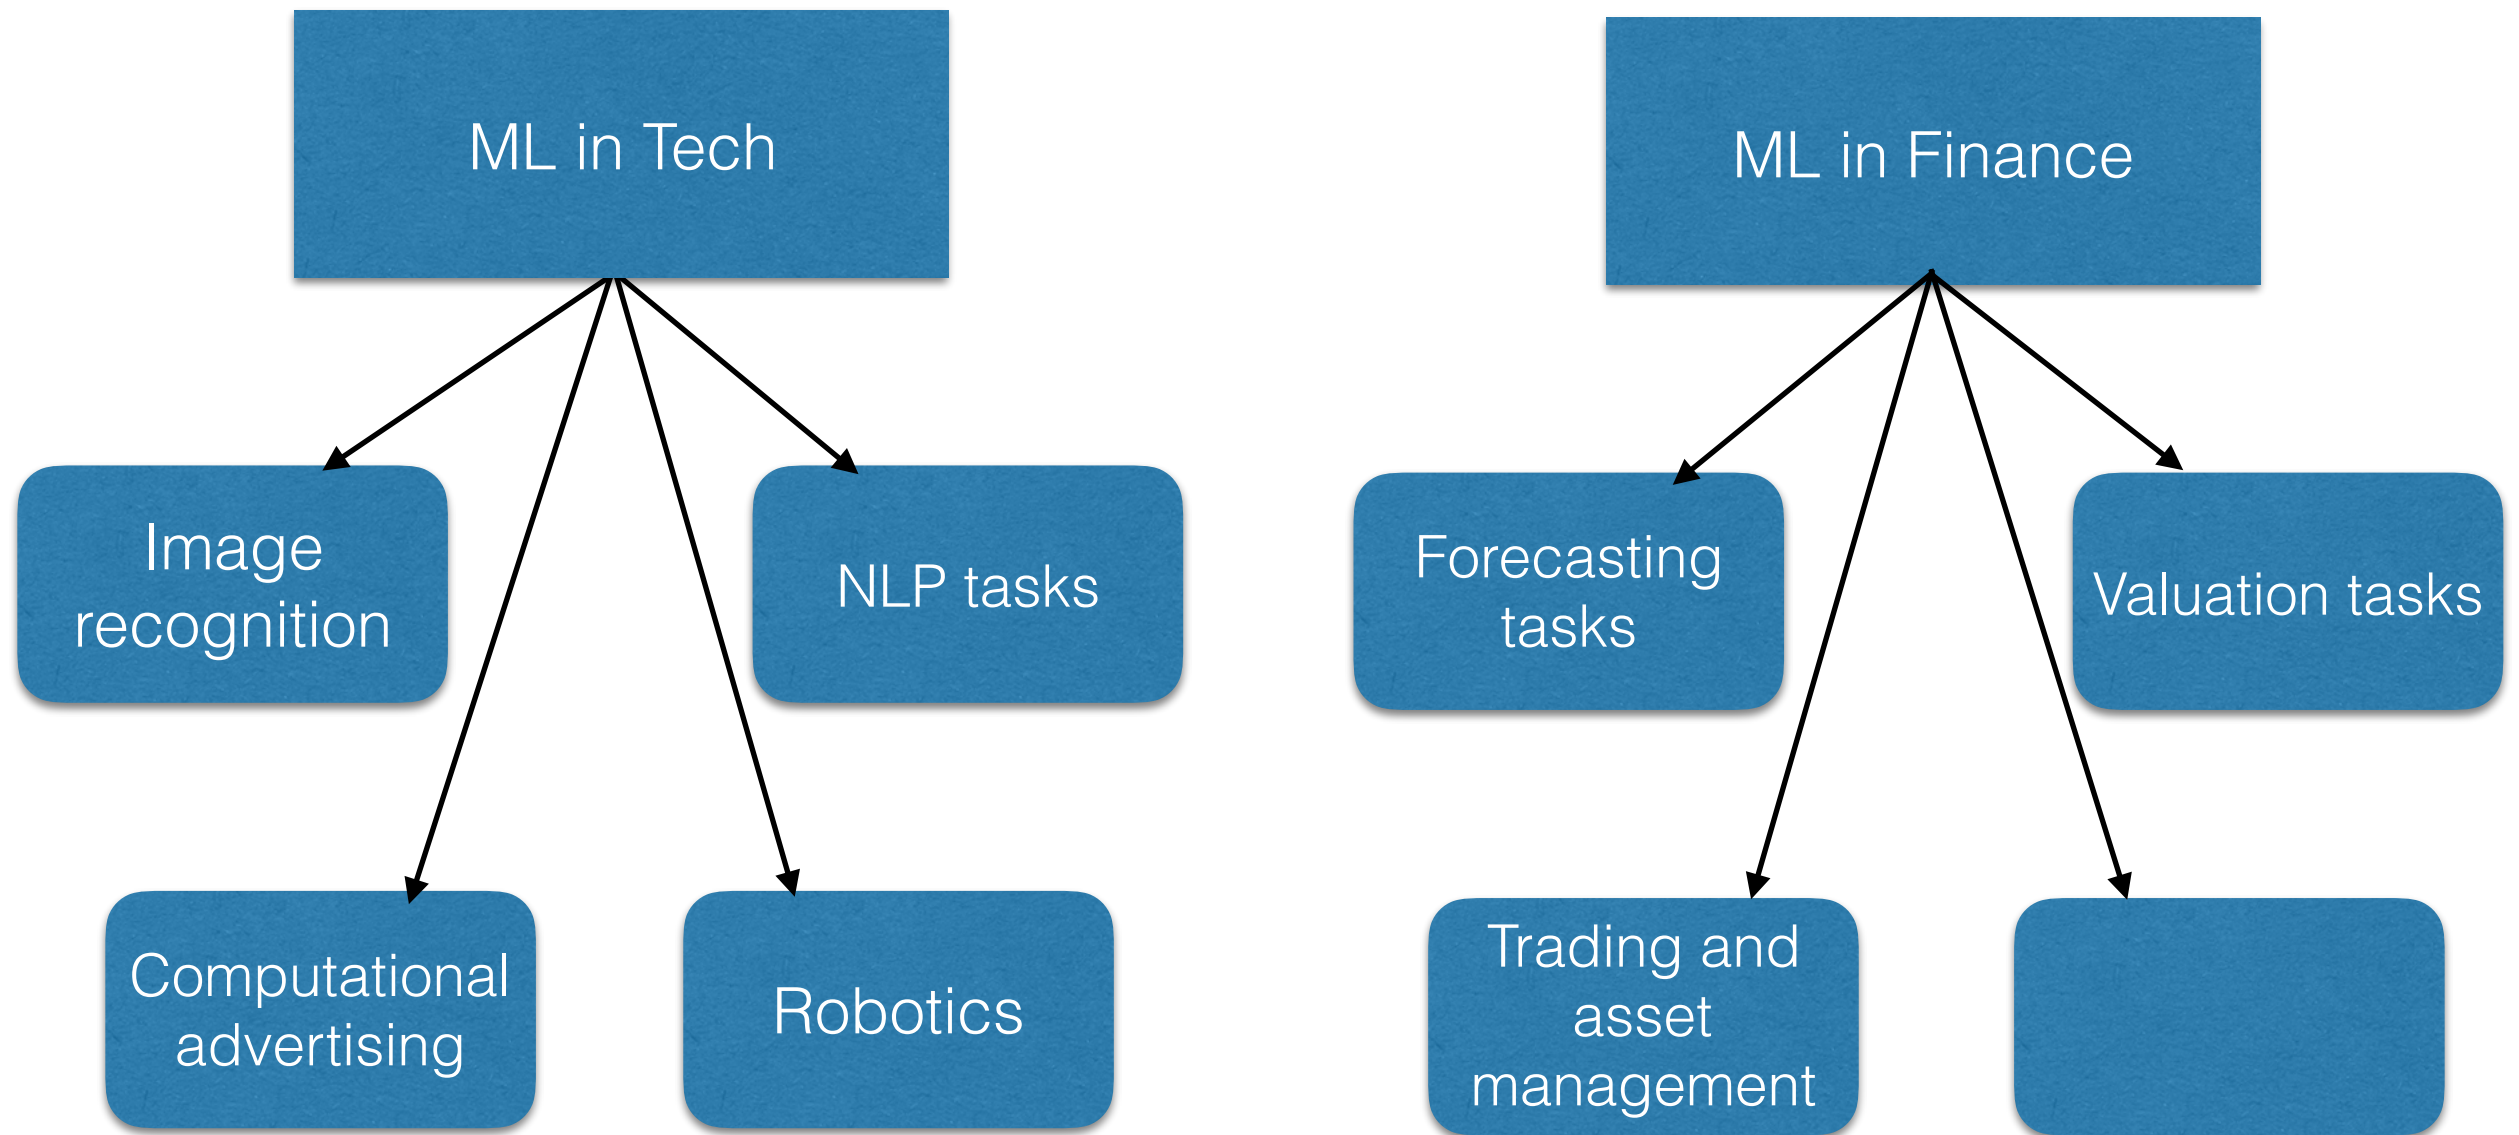 ML in Tech
ML in Finance
Image
recognition
NLP tasks
Forecasting
tasks
Valuation tasks
Computational
advertising
Robotics
Trading and
asset
management